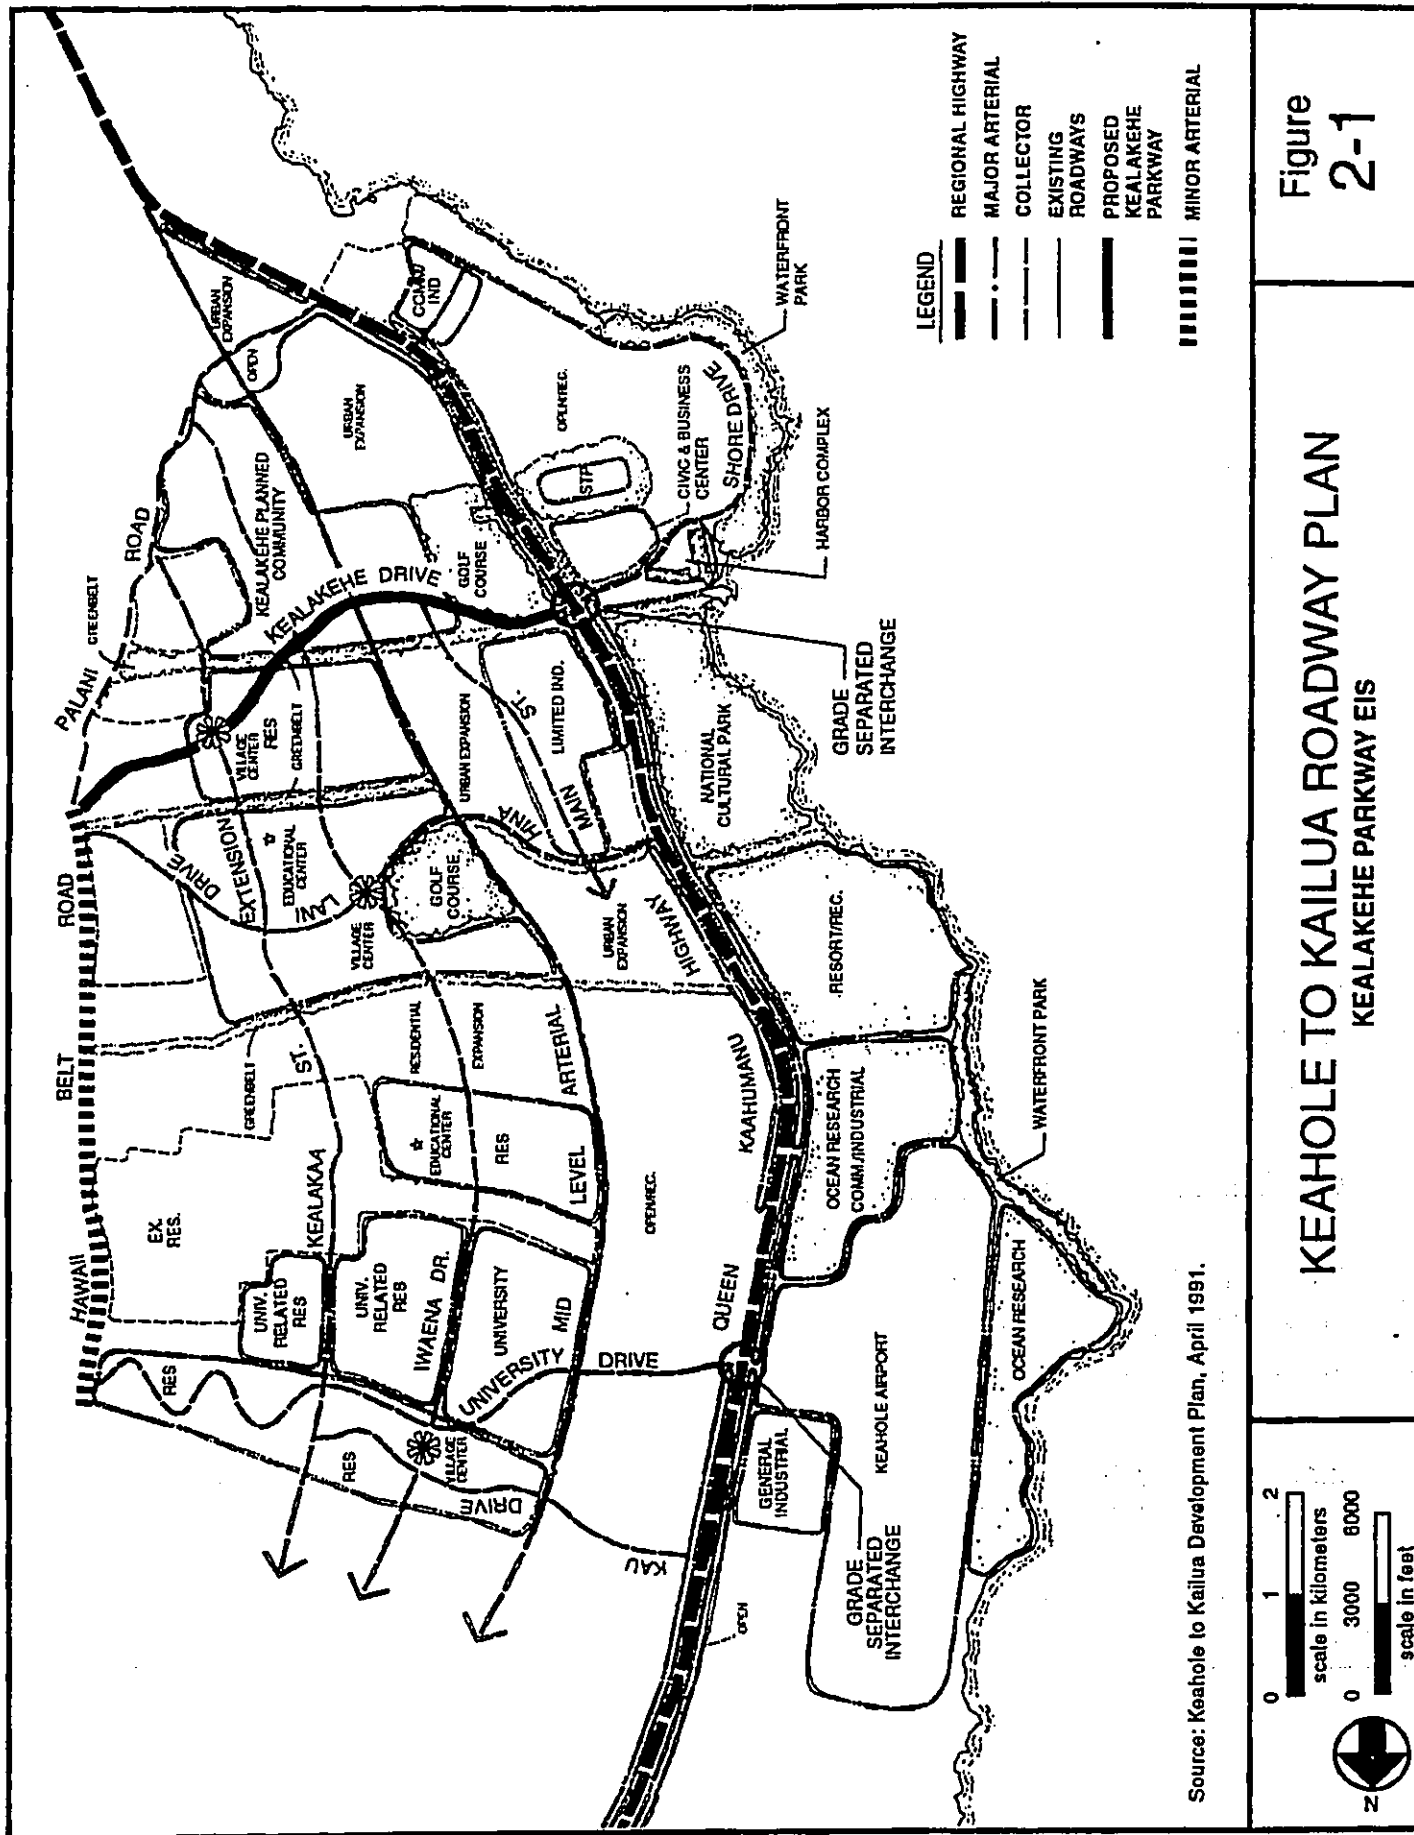 HAWAII
BELT
ROAD
PALANI
ROAD
GREENBELT
RES
EX.
RES.
GREENBELT
DRIVE
EXTENSION
EDUCATIONAL
CENTER
LANI
VILLAGE
CENTER
RES
GREENBELT
KEALAKEHE DRIVE
KEALAKEHE PLANNED
COMMUNITY
OPEN
URBAN
EXPANSION
UNIV.
RELATED
RES
KEALAKAA
ST.
UNIV.
RELATED
RES
IWAENA DR.
EDUCATIONAL
CENTER
RES
RESIDENTIAL
EXPANSION
VILLAGE
CENTER
GOLF
COURSE
URBAN EXPANSION
GOLF
COURSE
URBAN
EXPANSION
RES
VILLAGE
CENTER
DRIVE
KAU
UNIVERSITY
UNIVERSITY
DRIVE
MID
LEVEL
ARTERIAL
OPEN/REC.
URBAN
EXPANSION
HINA
MAIN
ST.
LIMITED IND.
COMM/
IND
OPEN
QUEEN
KAAHUMANU
HIGHWAY
GENERAL
INDUSTRIAL
KEAHOLE AIRPORT
GRADE
SEPARATED
INTERCHANGE
OCEAN RESEARCH
COMM./INDUSTRIAL
RESORT/REC.
NATIONAL
CULTURAL PARK
GRADE
SEPARATED
INTERCHANGE
STP
OPEN/REC.
CIVIC & BUSINESS
CENTER
SHORE DRIVE
HARBOR COMPLEX
WATERFRONT
PARK
OCEAN RESEARCH
WATERFRONT PARK
LEGEND
REGIONAL HIGHWAY
MAJOR ARTERIAL
COLLECTOR
EXISTING
ROADWAYS
PROPOSED
KEALAKEHE
PARKWAY
MINOR ARTERIAL
Source: Keahole to Kailua Development Plan, April 1991.
N
0 1 2
scale in kilometers
0 3000 6000
scale in feet
KEAHOLE TO KAILUA ROADWAY PLAN
KEALAKEHE PARKWAY EIS
Figure
2-1